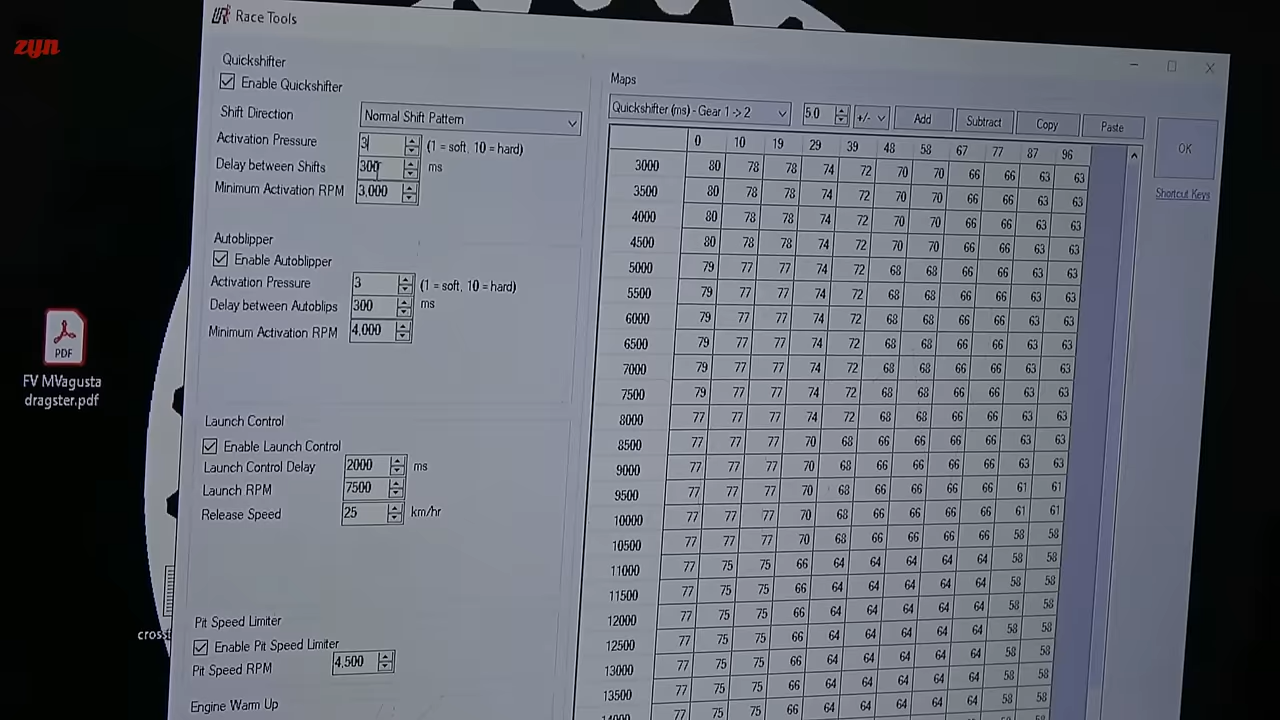 zyn
Race Tools
Quickshifter
Enable Quickshifter
Shift Direction Normal Shift Pattern
Activation Pressure 3 (1 = soft, 10 = hard)
Delay between Shifts 300 ms
Minimum Activation RPM 3,000
Autoblipper
Enable Autoblipper
Activation Pressure 3 (1 = soft, 10 = hard)
Delay between Autoblips 300 ms
Minimum Activation RPM 4,000
Launch Control
Enable Launch Control
Launch Control Delay 2000 ms
Launch RPM 7500
Release Speed 25 km/hr
Pit Speed Limiter
Enable Pit Speed Limiter
Pit Speed RPM 4,500
Engine Warm Up
Maps
Quickshifter (ms) - Gear 1 -> 2 5.0 +/- Add Subtract Copy Paste
0 10 19 29 39 48 58 67 77 87 96
3000 80 78 78 74 72 70 70 66 66 63 63
3500 80 78 78 74 72 70 70 66 66 63 63
4000 80 78 78 74 72 70 70 66 66 63 63
4500 80 78 78 74 72 70 70 66 66 63 63
5000 79 77 77 74 72 68 68 66 66 63 63
5500 79 77 77 74 72 68 68 66 66 63 63
6000 79 77 77 74 72 68 68 66 66 63 63
6500 79 77 77 74 72 68 68 66 66 63 63
7000 79 77 77 74 72 68 68 66 66 63 63
7500 79 77 77 74 72 68 68 66 66 63 63
8000 77 77 77 74 72 68 68 66 66 63 63
8500 77 77 77 70 68 66 66 66 66 63 63
9000 77 77 77 70 68 66 66 66 66 63 63
9500 77 77 77 70 68 66 66 66 66 61 61
10000 77 77 77 70 68 66 66 66 66 61 61
10500 77 77 77 70 68 66 66 66 66 58 58
11000 77 75 75 66 64 64 64 64 64 58 58
11500 77 75 75 66 64 64 64 64 64 58 58
12000 77 75 75 66 64 64 64 64 64 58 58
12500 77 75 75 66 64 64 64 64 64 58 58
13000 77 75 75 66 64 64 64 64 64 58 58
13500 77 75 75 66 64 64 64 64 64 58 58
77 75 75 66 64 64 64 64 64 58 58
OK
Shortcut Keys
PDF
FV MVagusta
dragster.pdf